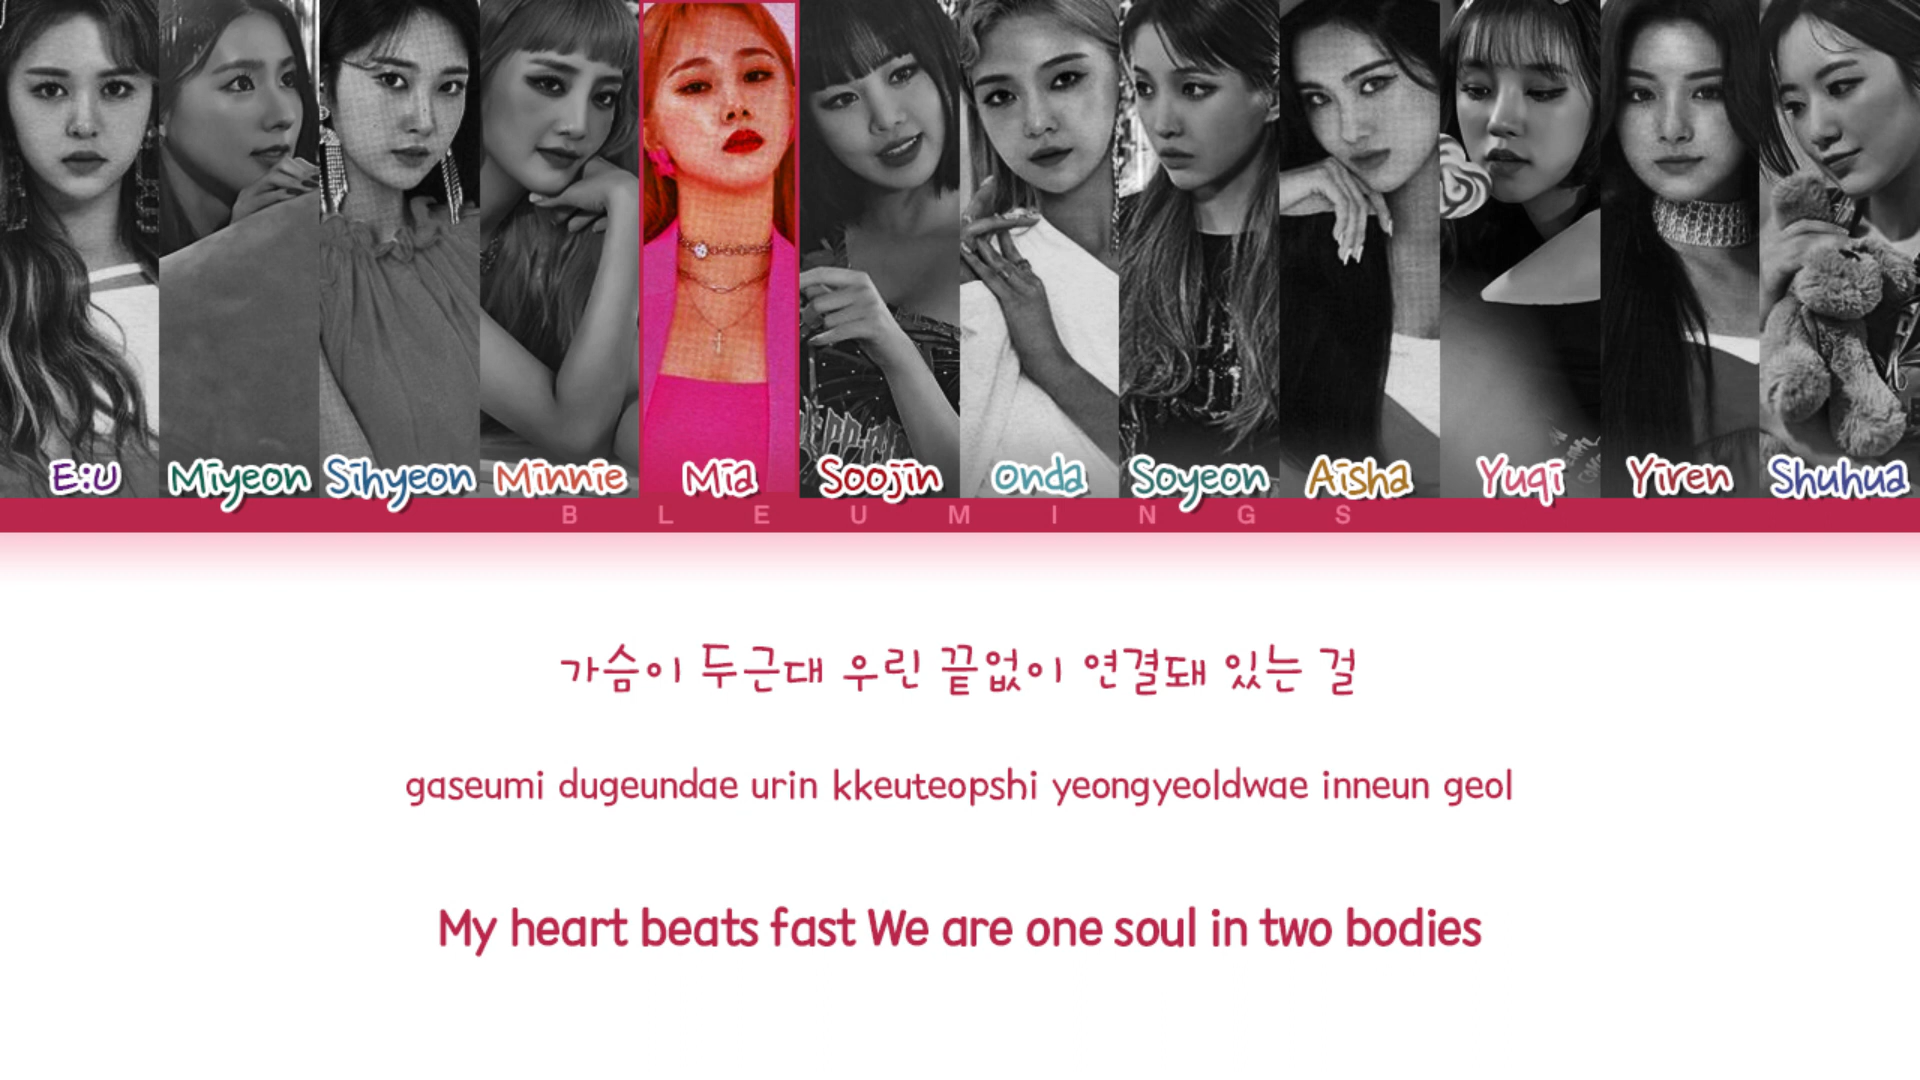 E:U Miyeon Sihyeon Minnie Mia Soojin Onda Soyeon Aisha Yuqi Yiren Shuhua
BLEUMINGS
가슴이 두근대 우린 끝없이 연결돼 있는 걸
gaseumi dugeundae urin kkeuteopshi yeongyeoldwae inneun geol
My heart beats fast We are one soul in two bodies